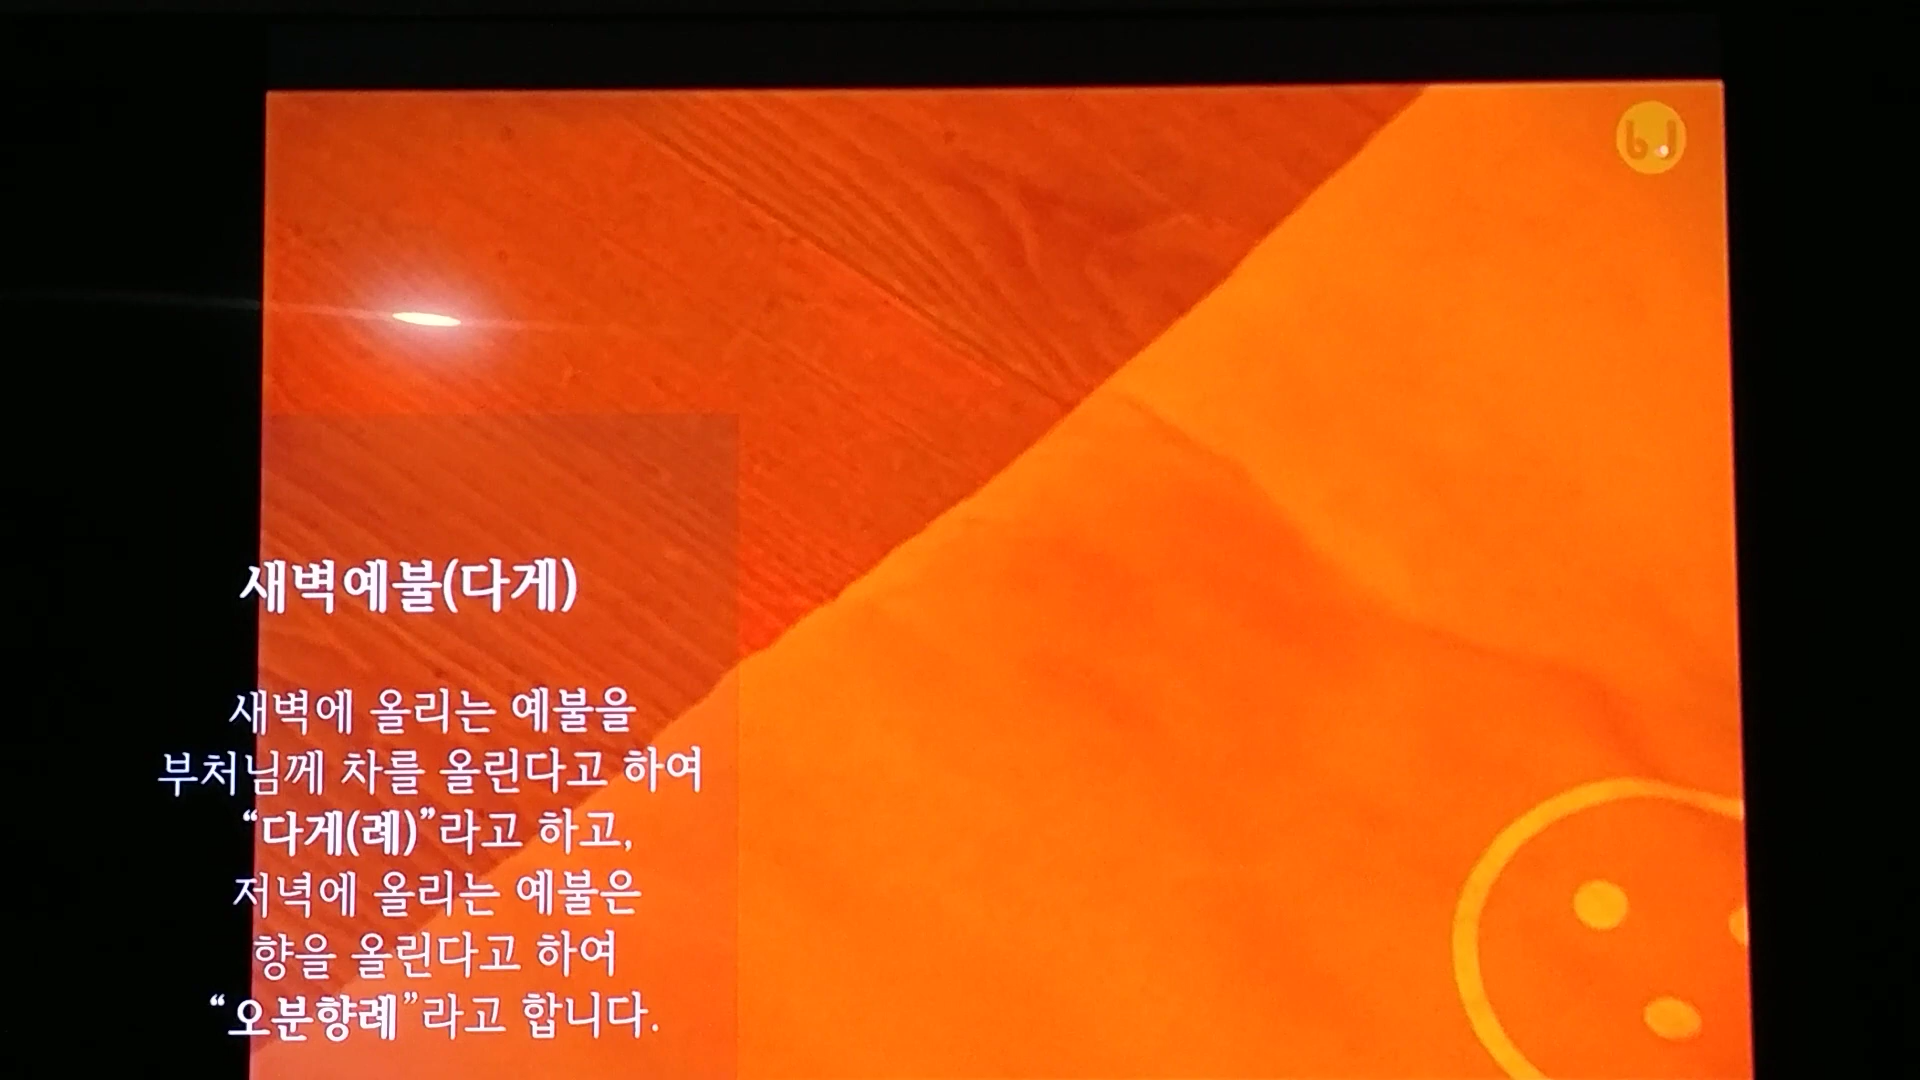 새벽예불(다게)
새벽에 올리는 예불을
부처님께 차를 올린다고 하여
“다게(례)”라고 하고,
저녁에 올리는 예불은
향을 올린다고 하여
“오분향례”라고 합니다.